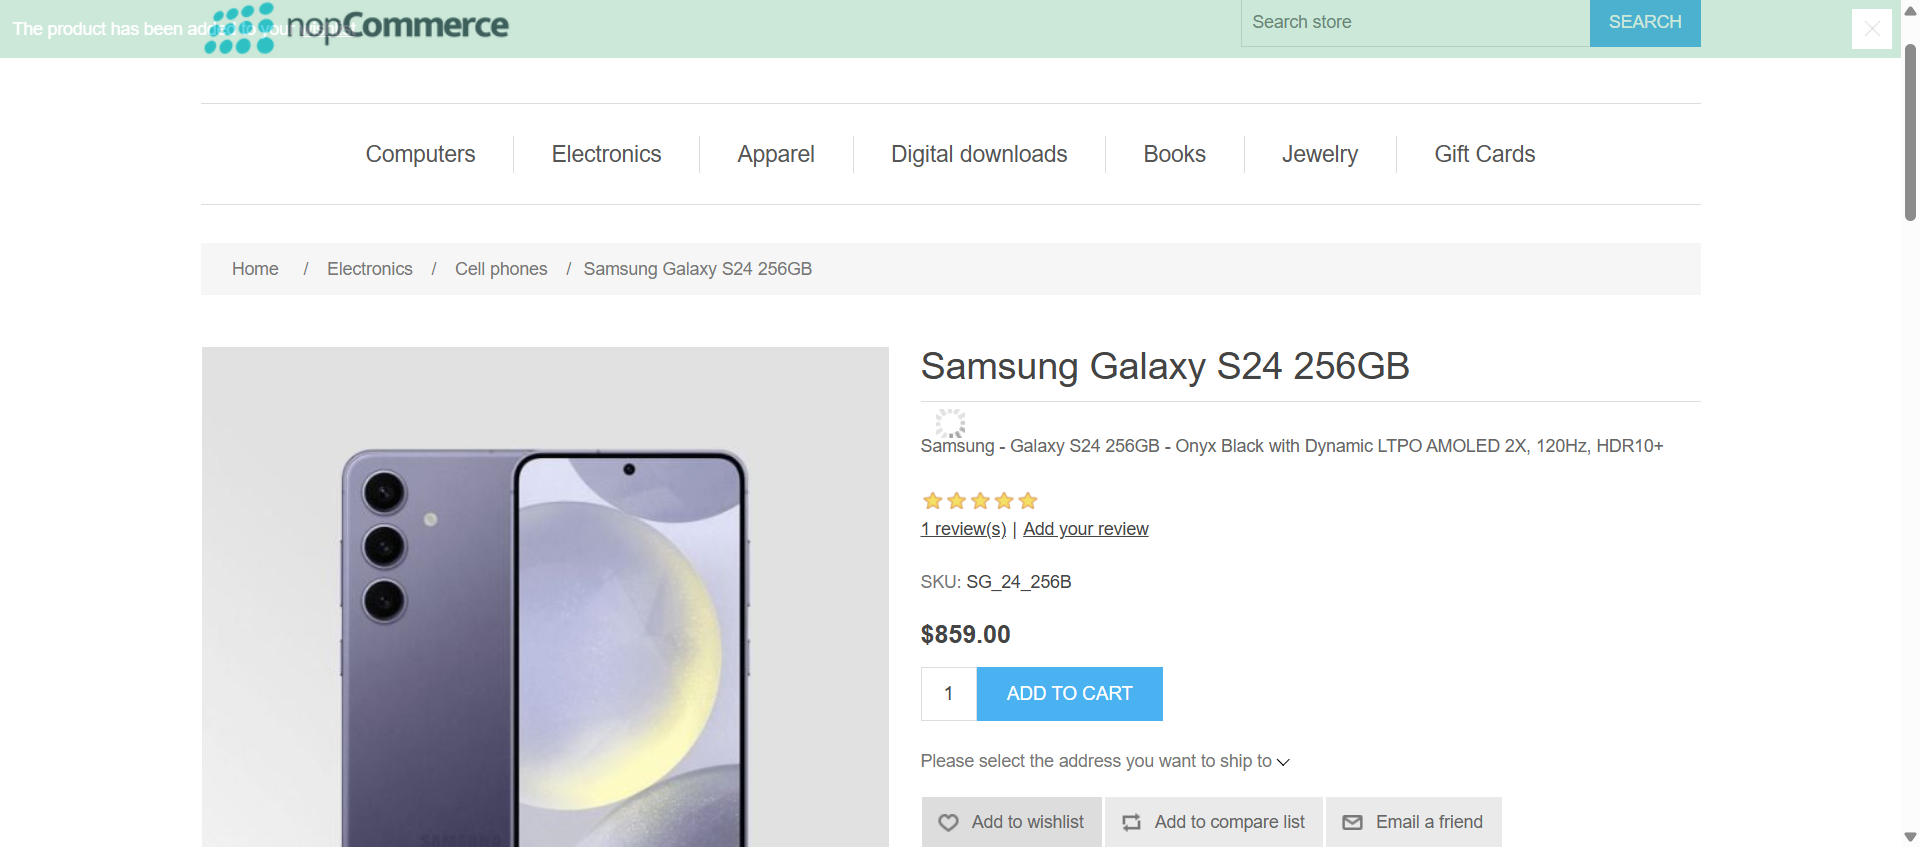 The product has been added to your wishlist
nopCommerce
Search store
SEARCH
Computers
Electronics
Apparel
Digital downloads
Books
Jewelry
Gift Cards
Home / Electronics / Cell phones / Samsung Galaxy S24 256GB
Samsung Galaxy S24 256GB
Samsung - Galaxy S24 256GB - Onyx Black with Dynamic LTPO AMOLED 2X, 120Hz, HDR10+
1 review(s) | Add your review
SKU: SG_24_256B
$859.00
1
ADD TO CART
Please select the address you want to ship to
Add to wishlist
Add to compare list
Email a friend
SAMSUNG